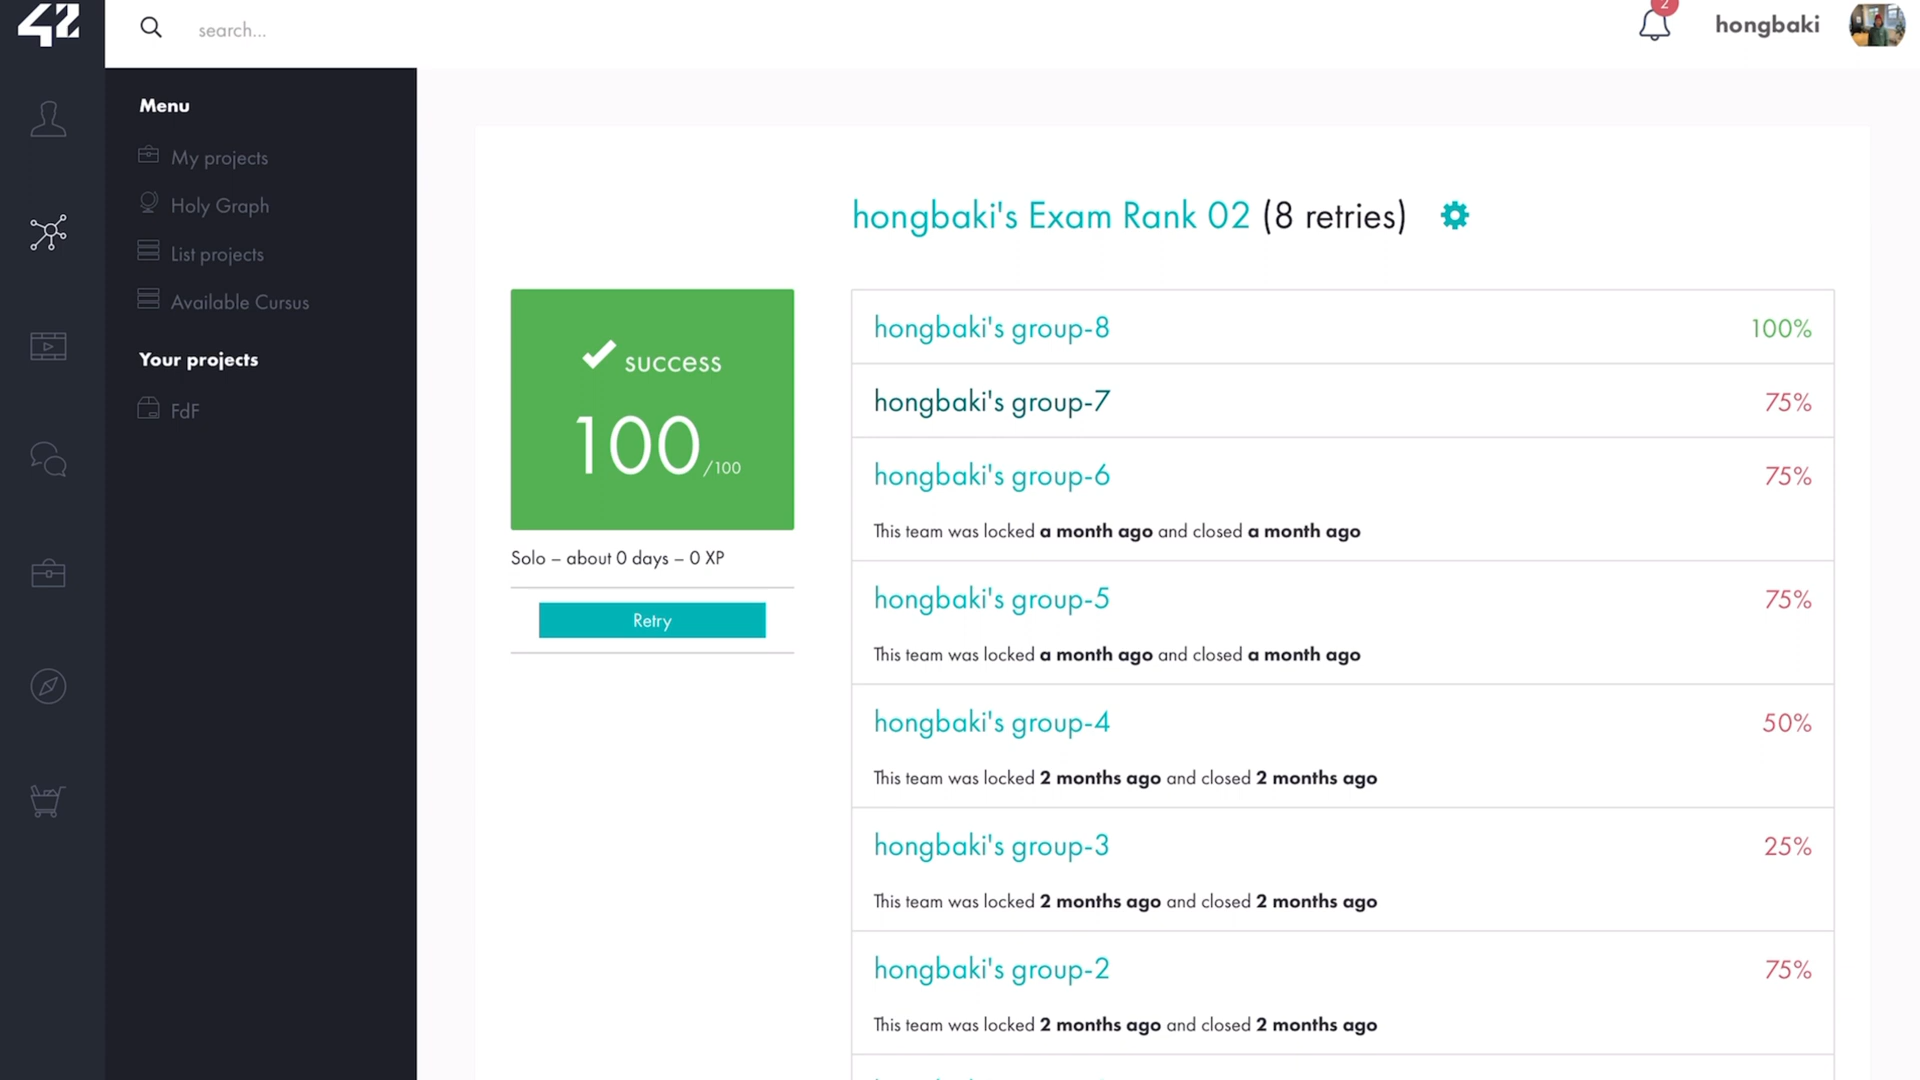 42
search...
2
hongbaki
Menu
My projects
Holy Graph
List projects
Available Cursus
Your projects
FdF
hongbaki's Exam Rank 02 (8 retries)
success
100/100
Solo – about 0 days – 0 XP
Retry
hongbaki's group-8 100%
hongbaki's group-7 75%
hongbaki's group-6 75%
This team was locked a month ago and closed a month ago
hongbaki's group-5 75%
This team was locked a month ago and closed a month ago
hongbaki's group-4 50%
This team was locked 2 months ago and closed 2 months ago
hongbaki's group-3 25%
This team was locked 2 months ago and closed 2 months ago
hongbaki's group-2 75%
This team was locked 2 months ago and closed 2 months ago